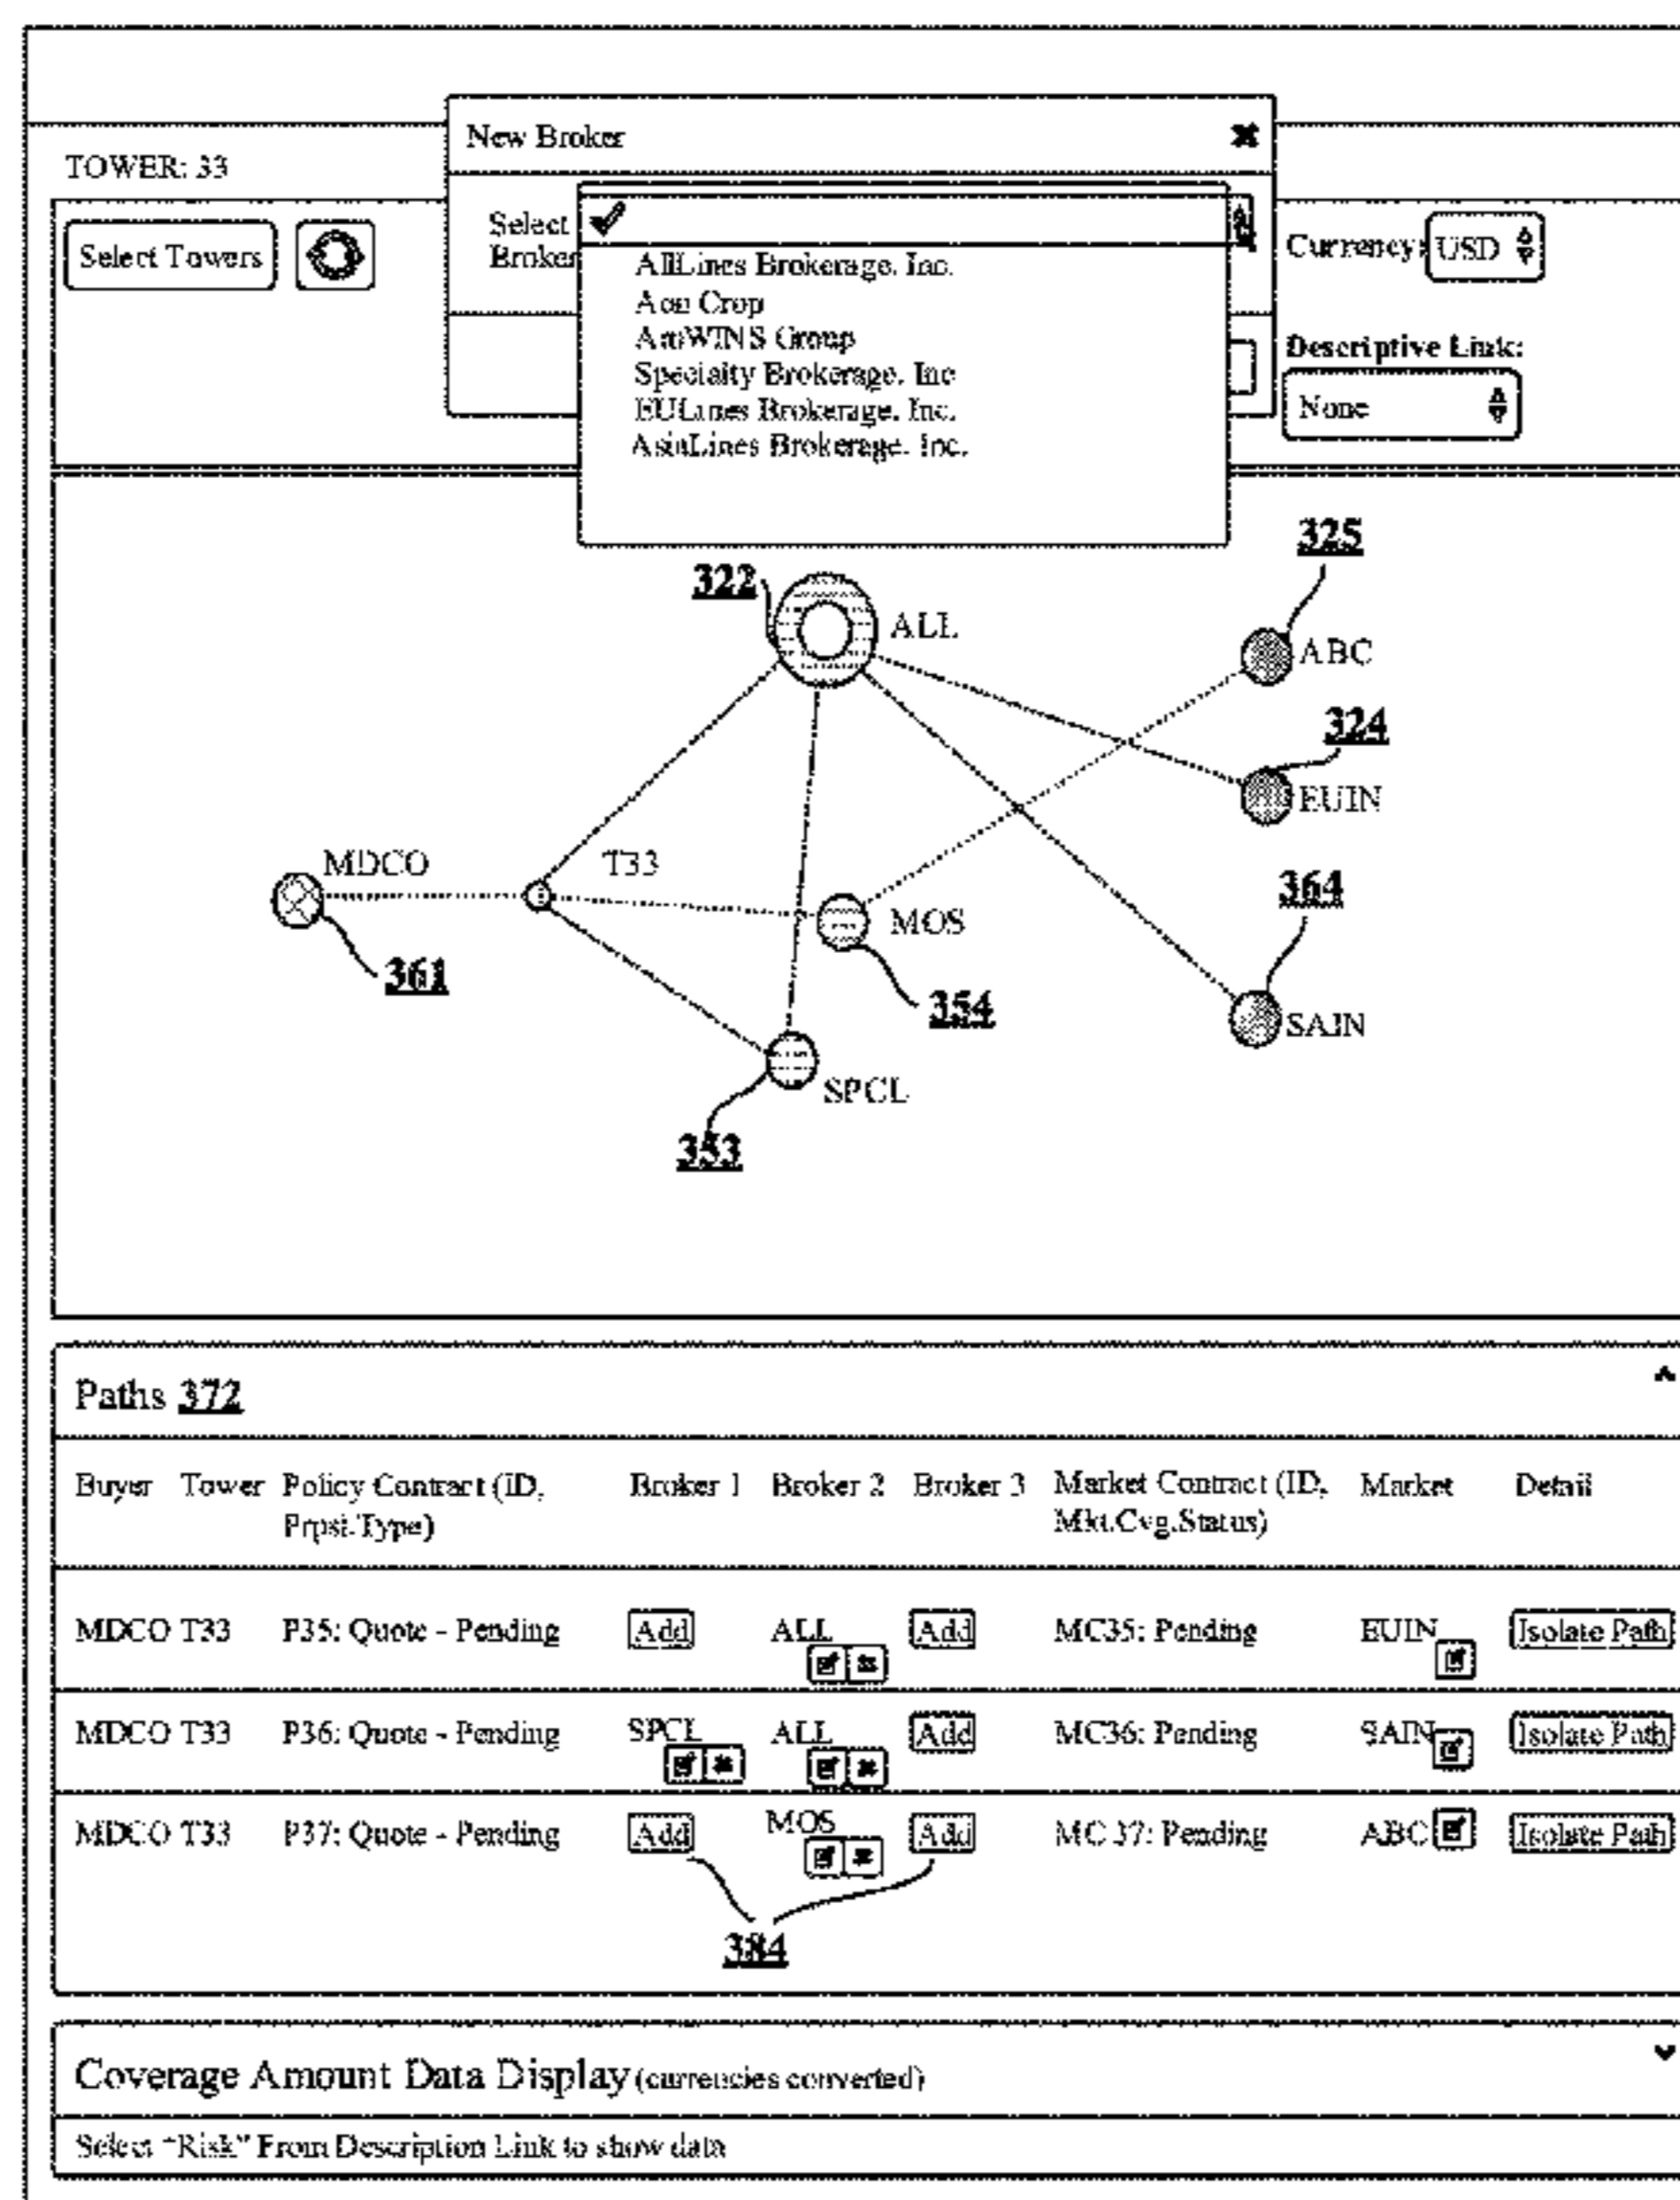 New Broker
TOWER: 33
Select Towers
Select
Broker
AllLines Brokerage. Inc.
Aon Crop
AmWINS Group
Specialty Brokerage. Inc
EULines Brokerage. Inc.
AsiaLines Brokerage. Inc.
Currency:
USD
Descriptive Link:
None
322
ALL
325
ABC
324
EUIN
MDCO
T33
MOS
364
361
354
SAIN
SPCL
353
Paths 372
Buyer Tower Policy Contract (ID, Broker 1 Broker 2 Broker 3 Market Contract (ID, Market Detail
Prpsl.Type) Mkt.Cvg.Status)
MDCO T33 P35: Quote - Pending Add ALL Add MC35: Pending EUIN Isolate Path
MDCO T33 P36: Quote - Pending SPCL ALL Add MC36: Pending SAIN Isolate Path
MDCO T33 P37: Quote - Pending Add MOS Add MC 37: Pending ABC Isolate Path
384
Coverage Amount Data Display (currencies converted)
Select "Risk" From Description Link to show data